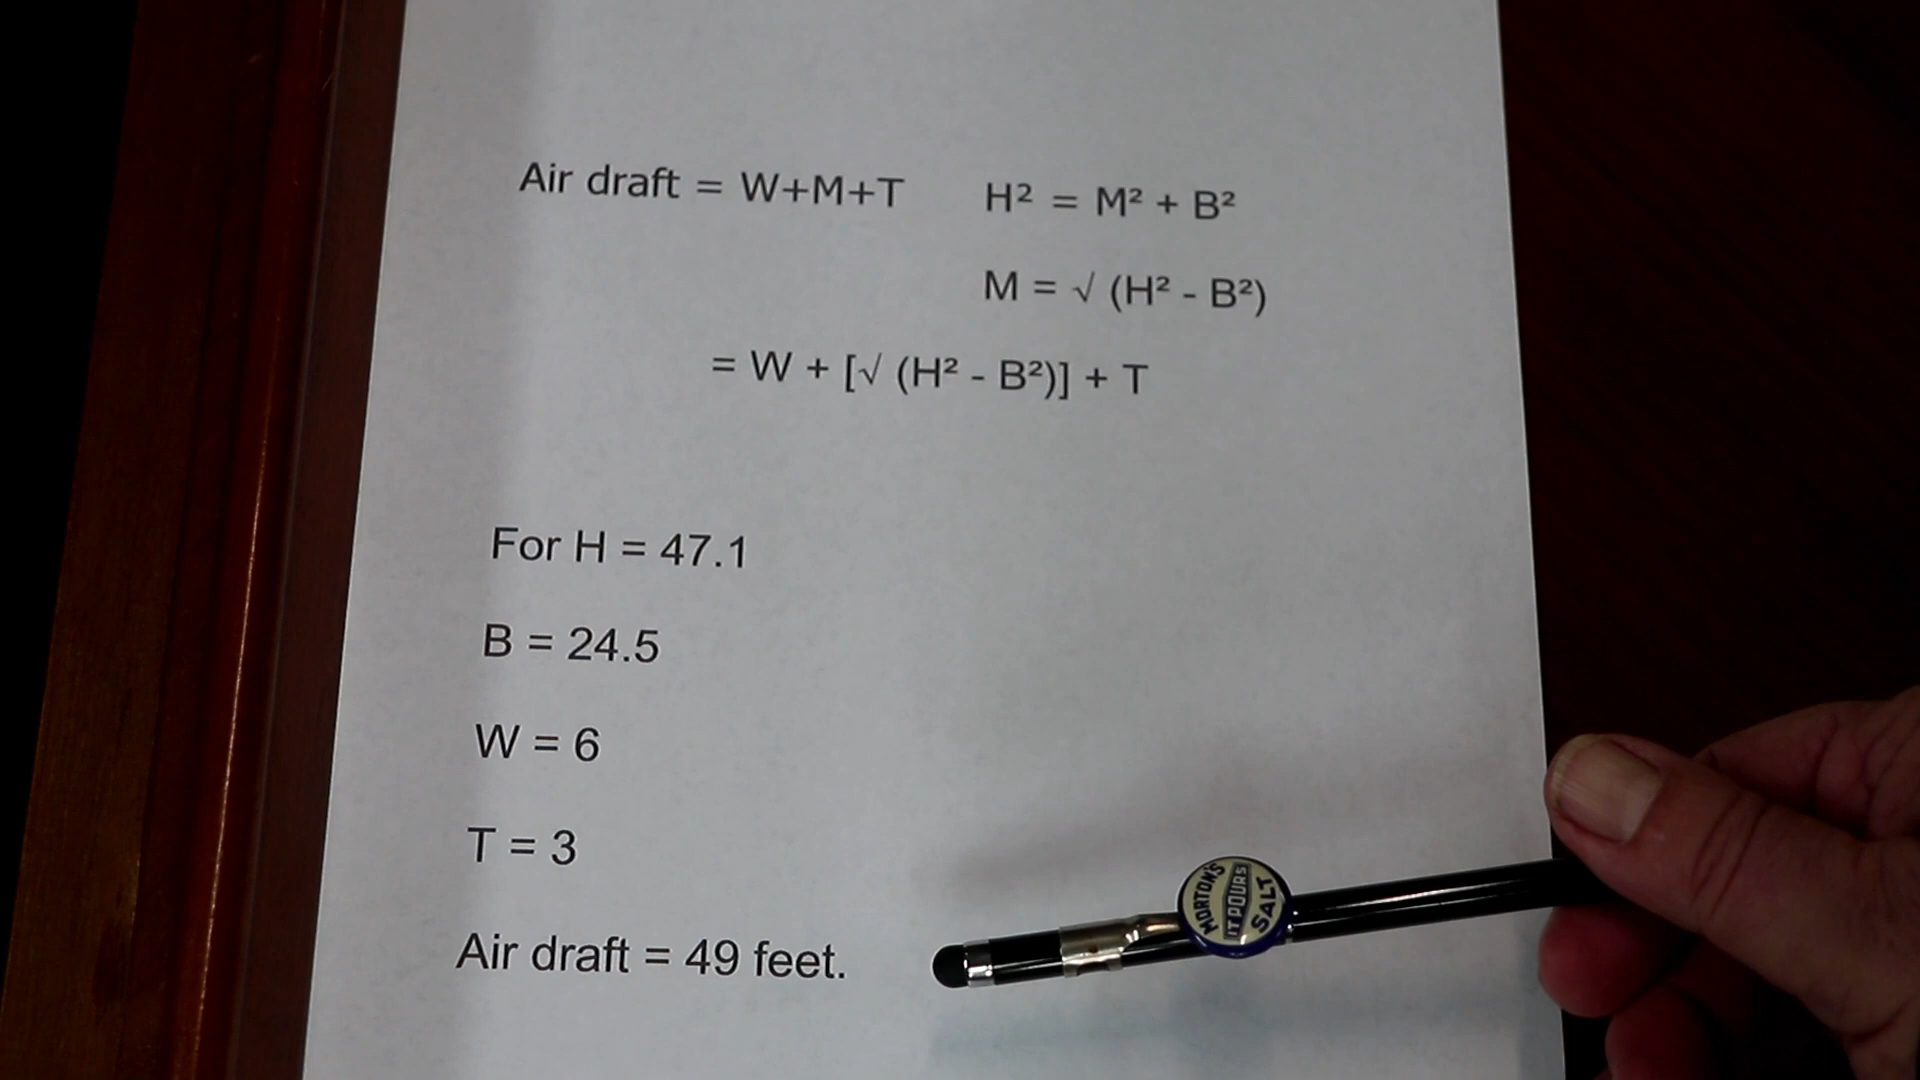 Air draft = W+M+T H² = M² + B²
M = √ (H² - B²)
= W + [√ (H² - B²)] + T
For H = 47.1
B = 24.5
W = 6
T = 3
Air draft = 49 feet.
MORTON'S
IT POURS
SALT